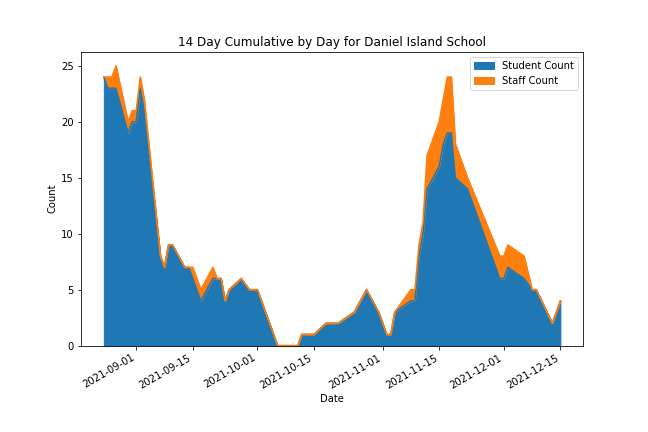 14 Day Cumulative by Day for Daniel Island School
Student Count
Staff Count
25
20
15
10
5
0
Count
2021-09-01
2021-09-15
2021-10-01
2021-10-15
2021-11-01
2021-11-15
2021-12-01
2021-12-15
Date